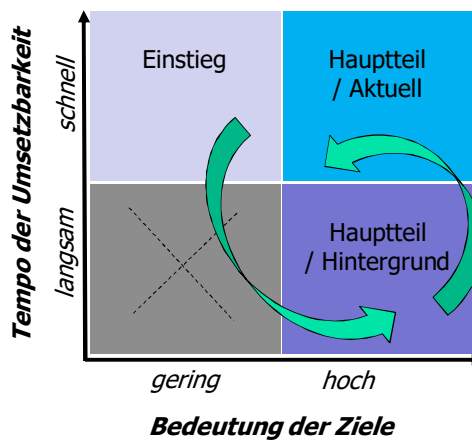 Tempo der Umsetzbarkeit
schnell
langsam
Einstieg
Hauptteil
/ Aktuell
Hauptteil
/ Hintergrund
gering
hoch
Bedeutung der Ziele